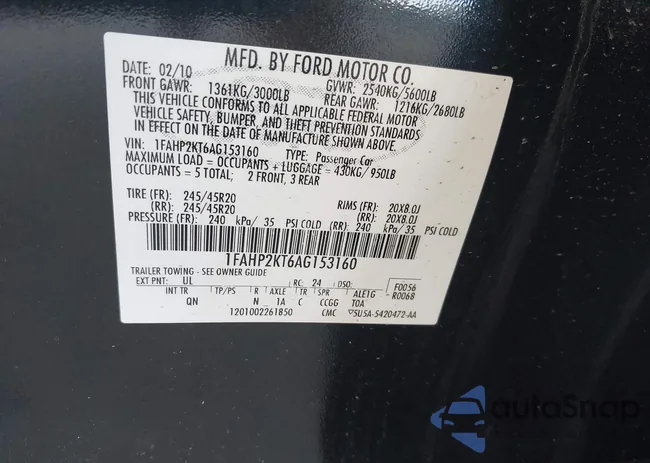 MFD. BY FORD MOTOR CO.
DATE: 02/10 GVWR: 2540KG/5600LB
FRONT GAWR: 1361KG/3000LB REAR GAWR: 1216KG/2680LB
THIS VEHICLE CONFORMS TO ALL APPLICABLE FEDERAL MOTOR
VEHICLE SAFETY, BUMPER, AND THEFT PREVENTION STANDARDS
IN EFFECT ON THE DATE OF MANUFACTURE SHOWN ABOVE.
VIN: 1FAHP2KT6AG153160 TYPE: Passenger Car
MAXIMUM LOAD = OCCUPANTS + LUGGAGE = 430KG/950LB
OCCUPANTS = 5 TOTAL; 2 FRONT, 3 REAR
TIRE (FR): 245/45R20 RIMS (FR): 20X8.0J
(RR): 245/45R20 (RR): 20X8.0J
PRESSURE (FR): 240 kPa/ 35 PSI COLD (RR): 240 kPa/ 35 PSI COLD
1FAHP2KT6AG153160
TRAILER TOWING - SEE OWNER GUIDE
EXT PNT: UL RC: 24 DSO: F0056
R0068
INT TR TP/PS R AXLE TR SPR ALE1G
QN N 1A C CCGG TOA
1201002261850 CMC ▽5U5A-5420472-AA
autoSnap